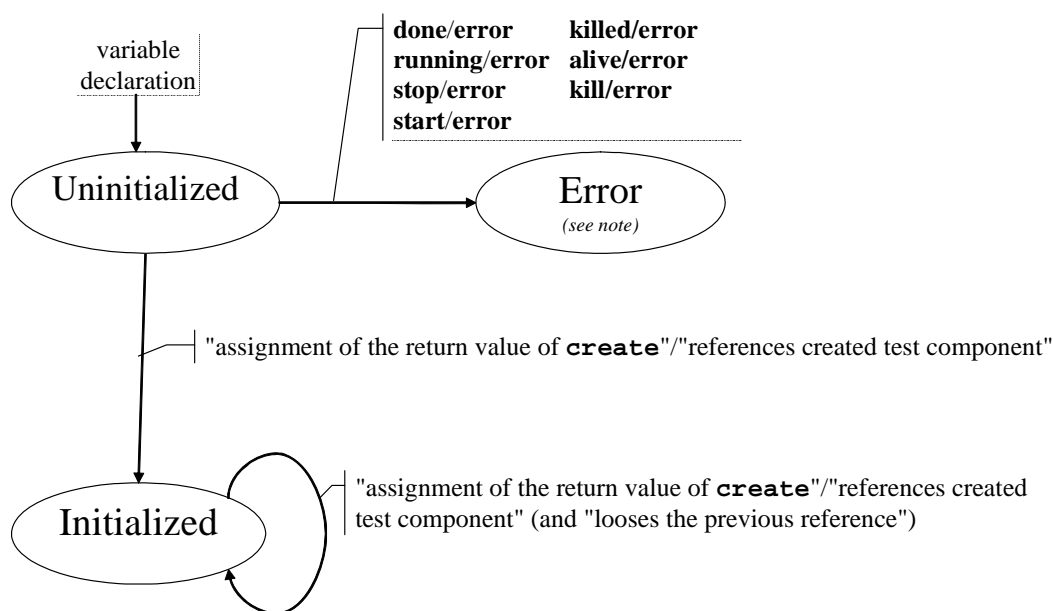 variable
declaration
done/error killed/error
running/error alive/error
stop/error kill/error
start/error
Uninitialized
Error
(see note)
"assignment of the return value of create"/"references created test component"
"assignment of the return value of create"/"references created
test component" (and "looses the previous reference")
Initialized